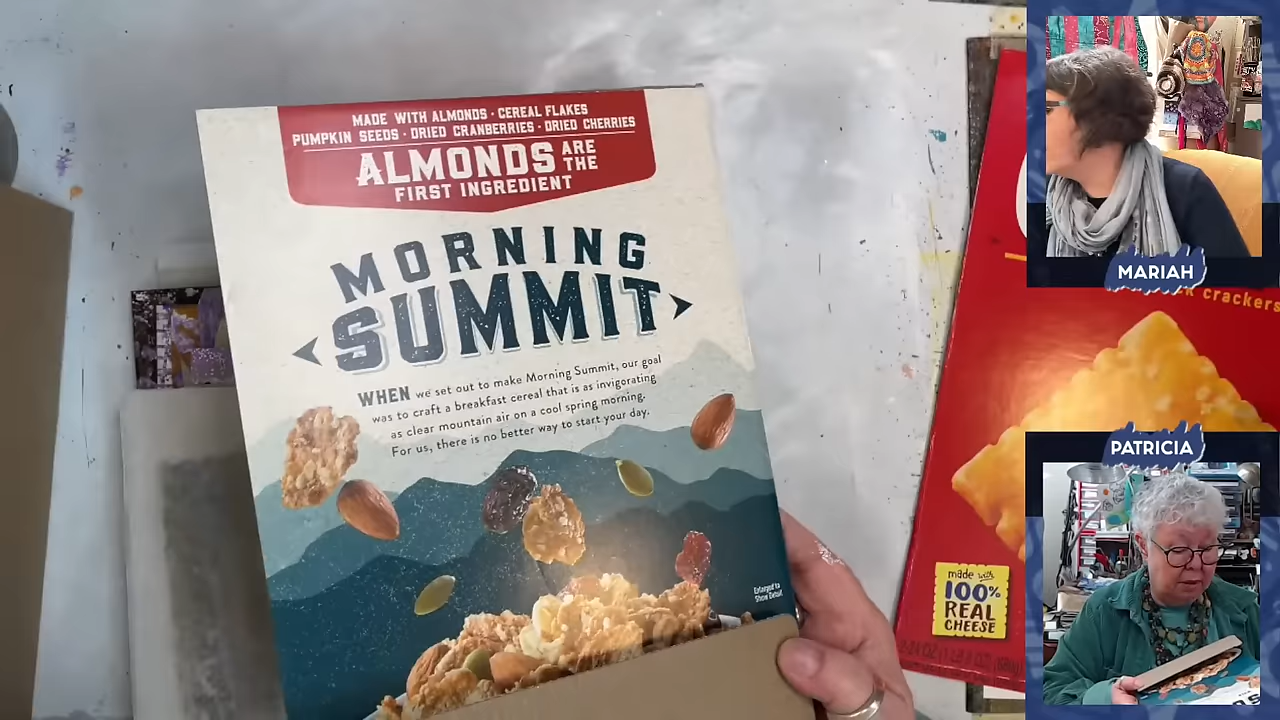 MADE WITH ALMONDS · CEREAL FLAKES
PUMPKIN SEEDS · DRIED CRANBERRIES · DRIED CHERRIES
ALMONDS ARE THE
FIRST INGREDIENT
MORNING
SUMMIT
WHEN we set out to make Morning Summit, our goal
was to craft a breakfast cereal that is as invigorating
as clear mountain air on a cool spring morning.
For us, there is no better way to start your day.
Enlarged to
Show Detail
crackers
made with
100%
REAL
CHEESE
MARIAH
PATRICIA